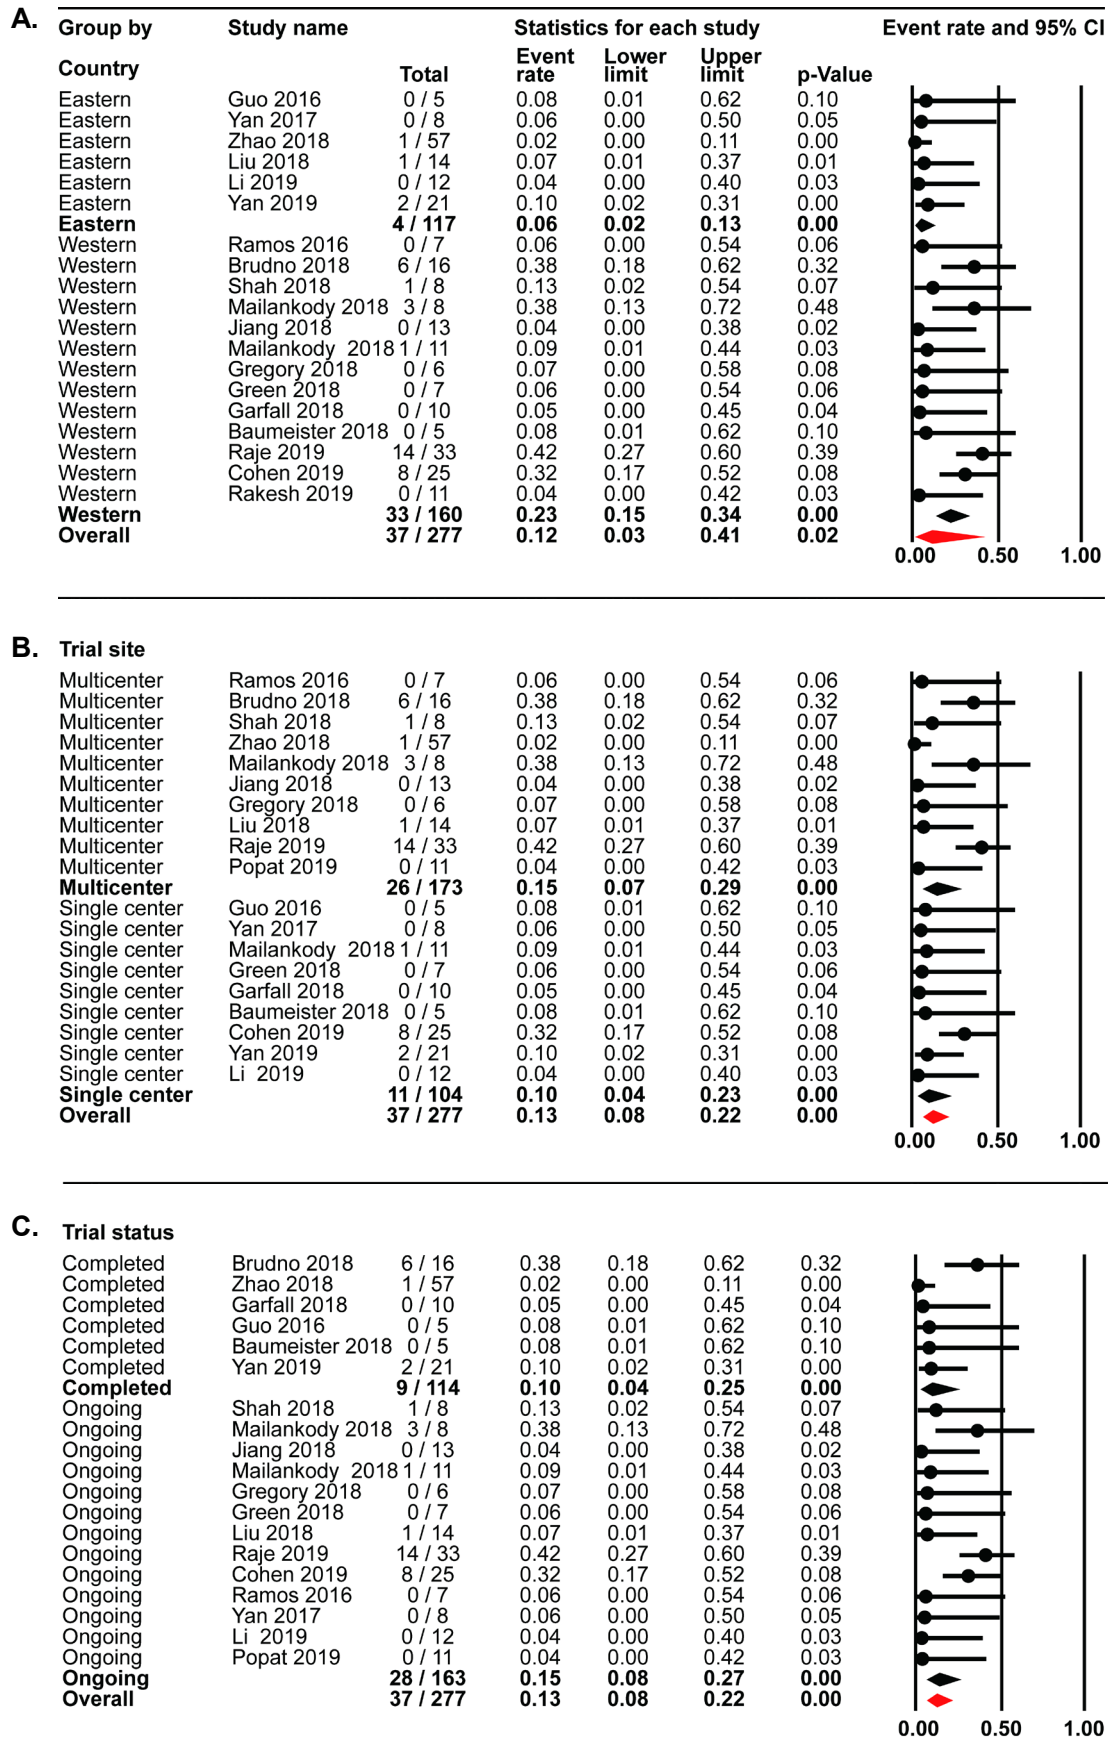 A.
Group by Study name Statistics for each study Event rate and 95% CI
Country Total Event rate Lower limit Upper limit p-Value
Eastern Guo 2016 0 / 5 0.08 0.01 0.62 0.10
Eastern Yan 2017 0 / 8 0.06 0.00 0.50 0.05
Eastern Zhao 2018 1 / 57 0.02 0.00 0.11 0.00
Eastern Liu 2018 1 / 14 0.07 0.01 0.37 0.01
Eastern Li 2019 0 / 12 0.04 0.00 0.40 0.03
Eastern Yan 2019 2 / 21 0.10 0.02 0.31 0.00
Eastern 4 / 117 0.06 0.02 0.13 0.00
Western Ramos 2016 0 / 7 0.06 0.00 0.54 0.06
Western Brudno 2018 6 / 16 0.38 0.18 0.62 0.32
Western Shah 2018 1 / 8 0.13 0.02 0.54 0.07
Western Mailankody 2018 3 / 8 0.38 0.13 0.72 0.48
Western Jiang 2018 0 / 13 0.04 0.00 0.38 0.02
Western Mailankody 2018 1 / 11 0.09 0.01 0.44 0.03
Western Gregory 2018 0 / 6 0.07 0.00 0.58 0.08
Western Green 2018 0 / 7 0.06 0.00 0.54 0.06
Western Garfall 2018 0 / 10 0.05 0.00 0.45 0.04
Western Baumeister 2018 0 / 5 0.08 0.01 0.62 0.10
Western Raje 2019 14 / 33 0.42 0.27 0.60 0.39
Western Cohen 2019 8 / 25 0.32 0.17 0.52 0.08
Western Rakesh 2019 0 / 11 0.04 0.00 0.42 0.03
Western 33 / 160 0.23 0.15 0.34 0.00
Overall 37 / 277 0.12 0.03 0.41 0.02
0.00 0.50 1.00
B. Trial site
Multicenter Ramos 2016 0 / 7 0.06 0.00 0.54 0.06
Multicenter Brudno 2018 6 / 16 0.38 0.18 0.62 0.32
Multicenter Shah 2018 1 / 8 0.13 0.02 0.54 0.07
Multicenter Zhao 2018 1 / 57 0.02 0.00 0.11 0.00
Multicenter Mailankody 2018 3 / 8 0.38 0.13 0.72 0.48
Multicenter Jiang 2018 0 / 13 0.04 0.00 0.38 0.02
Multicenter Gregory 2018 0 / 6 0.07 0.00 0.58 0.08
Multicenter Liu 2018 1 / 14 0.07 0.01 0.37 0.01
Multicenter Raje 2019 14 / 33 0.42 0.27 0.60 0.39
Multicenter Popat 2019 0 / 11 0.04 0.00 0.42 0.03
Multicenter 26 / 173 0.15 0.07 0.29 0.00
Single center Guo 2016 0 / 5 0.08 0.01 0.62 0.10
Single center Yan 2017 0 / 8 0.06 0.00 0.50 0.05
Single center Mailankody 2018 1 / 11 0.09 0.01 0.44 0.03
Single center Green 2018 0 / 7 0.06 0.00 0.54 0.06
Single center Garfall 2018 0 / 10 0.05 0.00 0.45 0.04
Single center Baumeister 2018 0 / 5 0.08 0.01 0.62 0.10
Single center Cohen 2019 8 / 25 0.32 0.17 0.52 0.08
Single center Yan 2019 2 / 21 0.10 0.02 0.31 0.00
Single center Li 2019 0 / 12 0.04 0.00 0.40 0.03
Single center 11 / 104 0.10 0.04 0.23 0.00
Overall 37 / 277 0.13 0.08 0.22 0.00
0.00 0.50 1.00
C. Trial status
Completed Brudno 2018 6 / 16 0.38 0.18 0.62 0.32
Completed Zhao 2018 1 / 57 0.02 0.00 0.11 0.00
Completed Garfall 2018 0 / 10 0.05 0.00 0.45 0.04
Completed Guo 2016 0 / 5 0.08 0.01 0.62 0.10
Completed Baumeister 2018 0 / 5 0.08 0.01 0.62 0.10
Completed Yan 2019 2 / 21 0.10 0.02 0.31 0.00
Completed 9 / 114 0.10 0.04 0.25 0.00
Ongoing Shah 2018 1 / 8 0.13 0.02 0.54 0.07
Ongoing Mailankody 2018 3 / 8 0.38 0.13 0.72 0.48
Ongoing Jiang 2018 0 / 13 0.04 0.00 0.38 0.02
Ongoing Mailankody 2018 1 / 11 0.09 0.01 0.44 0.03
Ongoing Gregory 2018 0 / 6 0.07 0.00 0.58 0.08
Ongoing Green 2018 0 / 7 0.06 0.00 0.54 0.06
Ongoing Liu 2018 1 / 14 0.07 0.01 0.37 0.01
Ongoing Raje 2019 14 / 33 0.42 0.27 0.60 0.39
Ongoing Cohen 2019 8 / 25 0.32 0.17 0.52 0.08
Ongoing Ramos 2016 0 / 7 0.06 0.00 0.54 0.06
Ongoing Yan 2017 0 / 8 0.06 0.00 0.50 0.05
Ongoing Li 2019 0 / 12 0.04 0.00 0.40 0.03
Ongoing Popat 2019 0 / 11 0.04 0.00 0.42 0.03
Ongoing 28 / 163 0.15 0.08 0.27 0.00
Overall 37 / 277 0.13 0.08 0.22 0.00
0.00 0.50 1.00